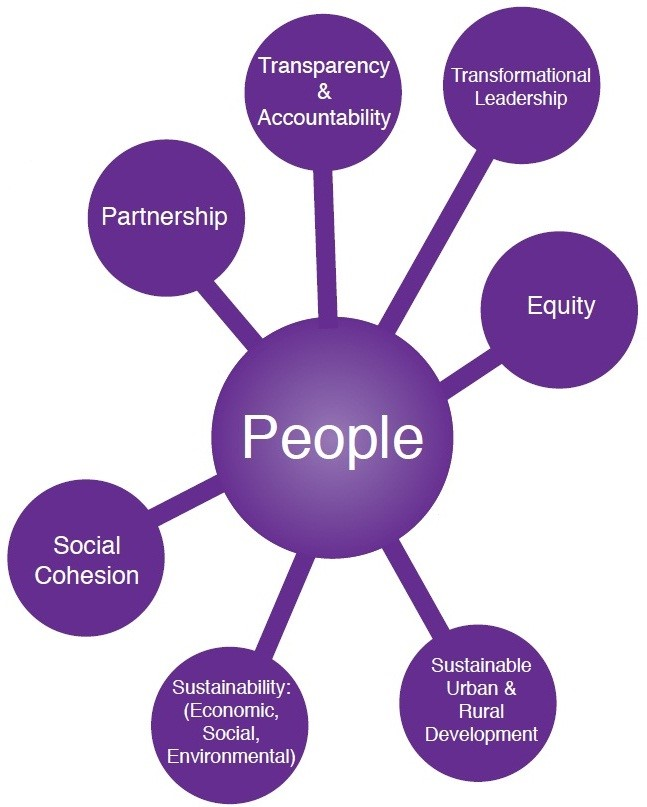 Transparency
&
Accountability
Transformational
Leadership
Partnership
Equity
People
Social
Cohesion
Sustainability:
(Economic,
Social,
Environmental)
Sustainable
Urban &
Rural
Development